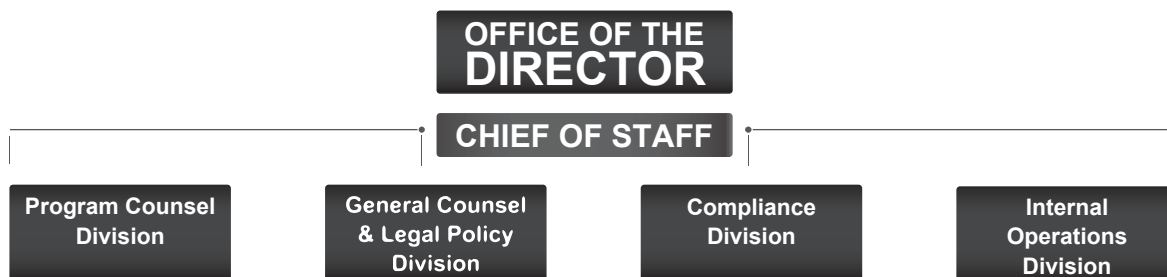 OFFICE OF THE
DIRECTOR
CHIEF OF STAFF
Program Counsel
Division
General Counsel
& Legal Policy
Division
Compliance
Division
Internal
Operations
Division